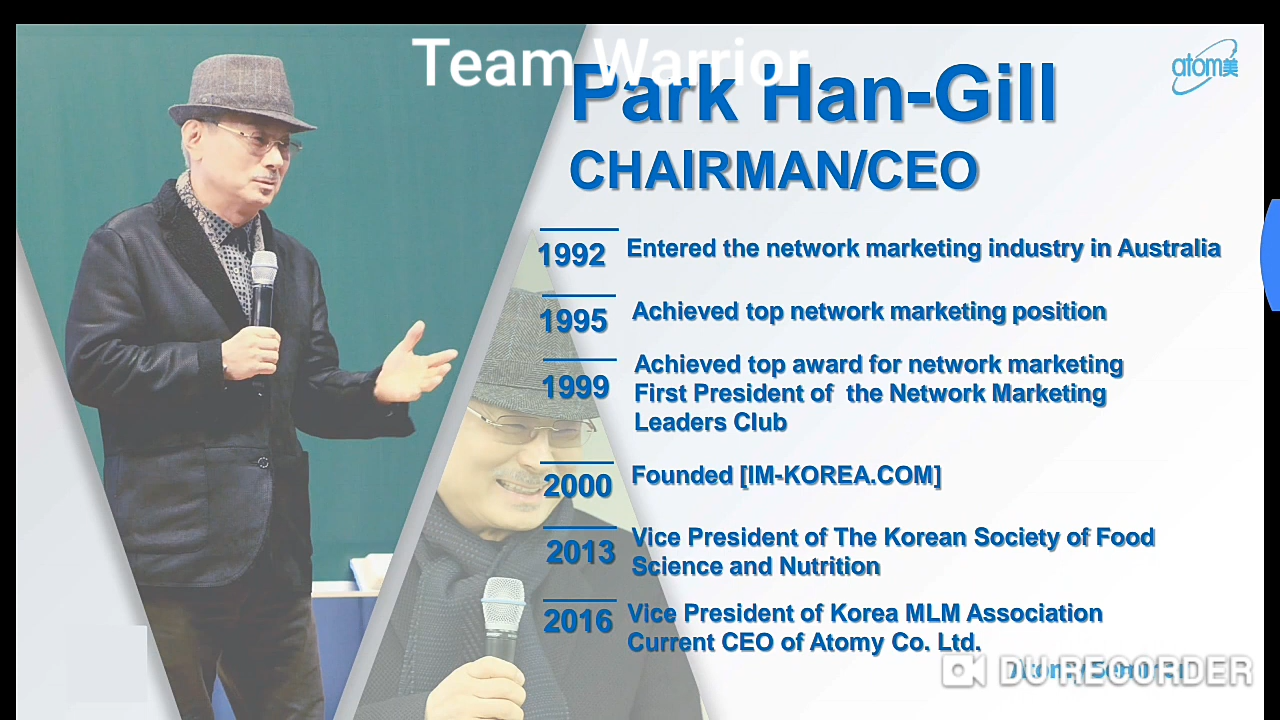 Team Warrior
atom美
Park Han-Gill
CHAIRMAN/CEO
1992 Entered the network marketing industry in Australia
1995 Achieved top network marketing position
1999 Achieved top award for network marketing
First President of the Network Marketing
Leaders Club
2000 Founded [IM-KOREA.COM]
2013 Vice President of The Korean Society of Food
Science and Nutrition
2016 Vice President of Korea MLM Association
Current CEO of Atomy Co. Ltd.
DU RECORDER